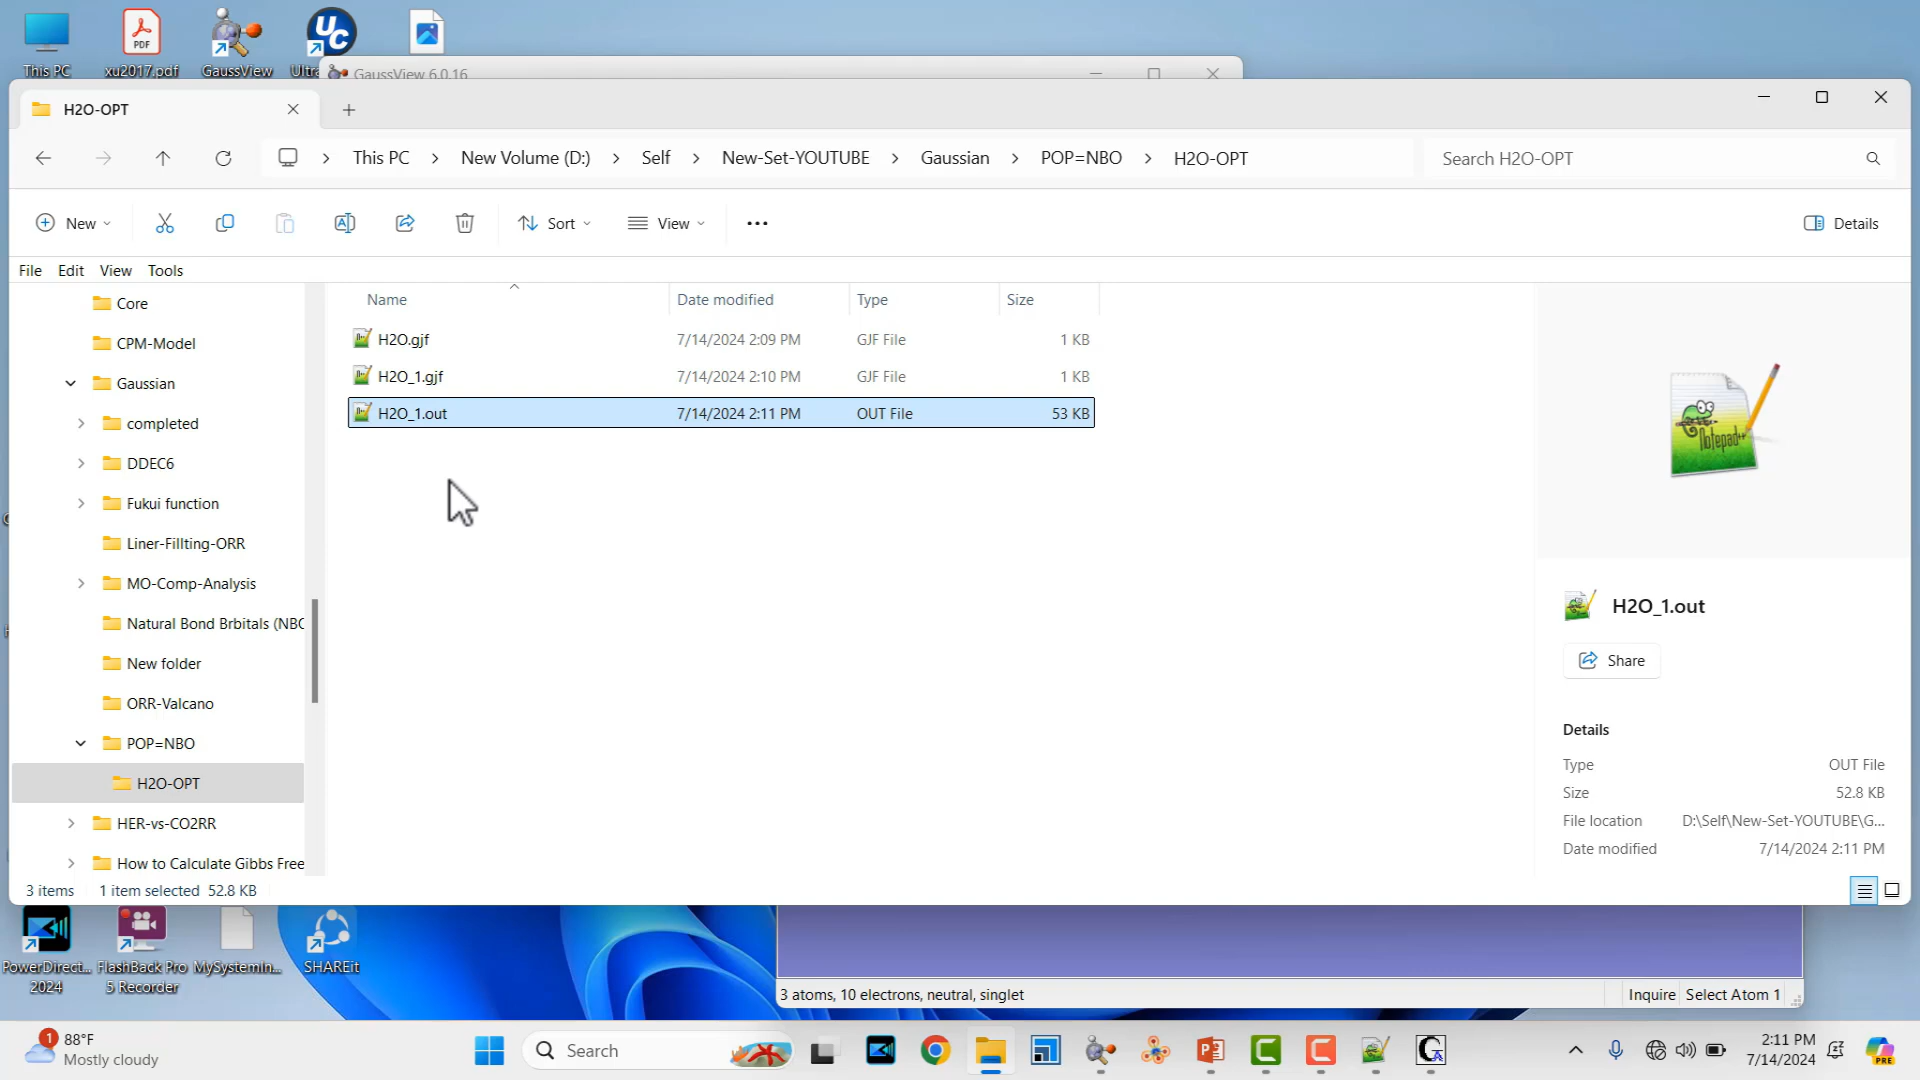 This PC
xu2017.pdf
GaussView
GaussView 6.0.16
H2O-OPT
This PC > New Volume (D:) > Self > New-Set-YOUTUBE > Gaussian > POP=NBO > H2O-OPT
Search H2O-OPT
New
Sort
View
Details
File Edit View Tools
Name Date modified Type Size
H2O.gjf 7/14/2024 2:09 PM GJF File 1 KB
H2O_1.gjf 7/14/2024 2:10 PM GJF File 1 KB
H2O_1.out 7/14/2024 2:11 PM OUT File 53 KB
Core
CPM-Model
Gaussian
completed
DDEC6
Fukui function
Liner-Fillting-ORR
MO-Comp-Analysis
Natural Bond Brbitals (NBO
New folder
ORR-Valcano
POP=NBO
H2O-OPT
HER-vs-CO2RR
How to Calculate Gibbs Free
Notepad++
H2O_1.out
Share
Details
Type OUT File
Size 52.8 KB
File location D:\Self\New-Set-YOUTUBE\G...
Date modified 7/14/2024 2:11 PM
3 items 1 item selected 52.8 KB
PowerDirect... 2024
FlashBack Pro 5 Recorder
MySystemin...
SHAREit
3 atoms, 10 electrons, neutral, singlet
Inquire Select Atom 1
88°F
Mostly cloudy
Search
2:11 PM
7/14/2024
PRE